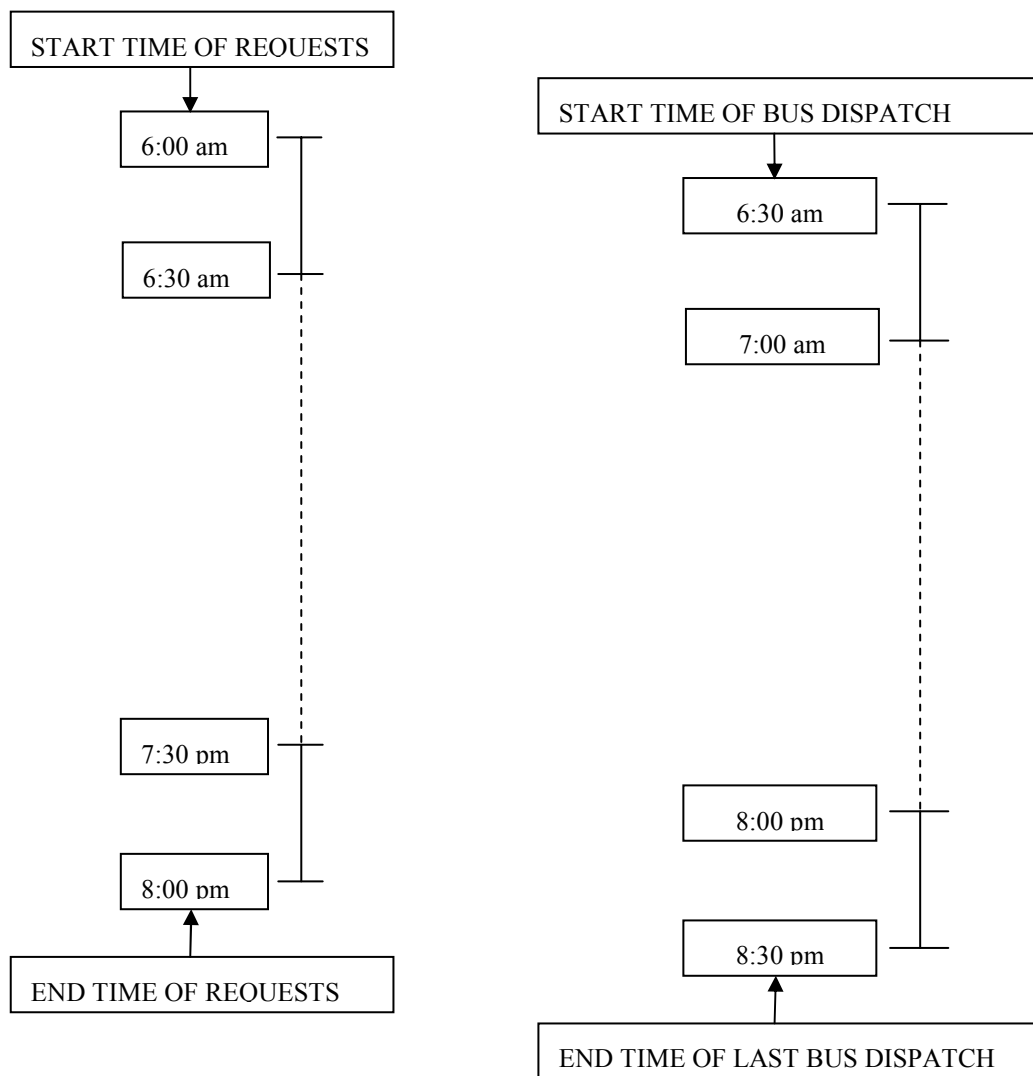 START TIME OF REQUESTS
6:00 am
6:30 am
7:30 pm
8:00 pm
END TIME OF REQUESTS
START TIME OF BUS DISPATCH
6:30 am
7:00 am
8:00 pm
8:30 pm
END TIME OF LAST BUS DISPATCH